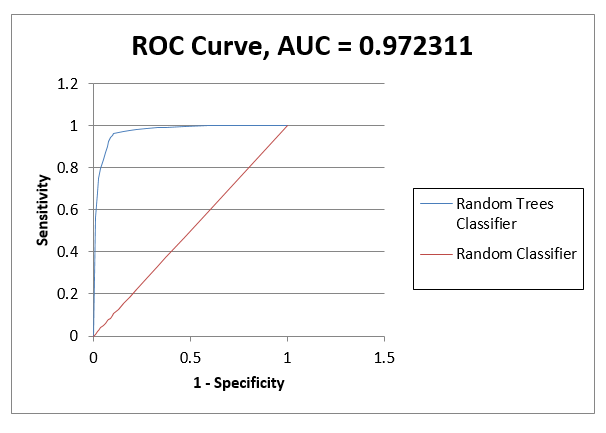 ROC Curve, AUC = 0.972311
1.2
1
0.8
0.6
0.4
0.2
0
0
0.5
1
1.5
Sensitivity
1 - Specificity
Random Trees
Classifier
Random Classifier